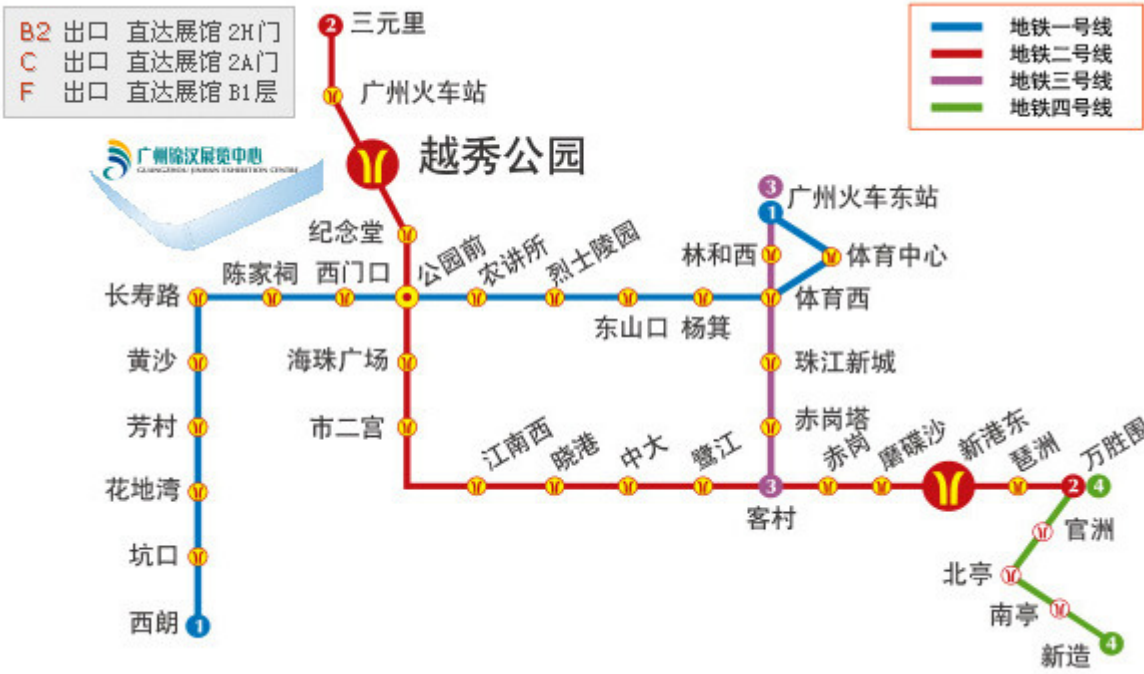 B2 出口 直达展馆 2H门
C 出口 直达展馆 2A门
F 出口 直达展馆 B1层
地铁一号线
地铁二号线
地铁三号线
地铁四号线
2 三元里
广州火车站
越秀公园
广州锦汉展览中心
GUANGZHOU JINHAN EXHIBITION CENTRE
3
1
广州火车东站
纪念堂
公园前
农讲所
烈士陵园
林和西
体育中心
陈家祠
西门口
长寿路
体育西
东山口
杨箕
黄沙
海珠广场
珠江新城
芳村
市二宫
赤岗塔
江南西
晓港
中大
鹭江
赤岗
磨碟沙
新港东
琶洲
万胜围
花地湾
3
2
4
客村
官洲
坑口
北亭
南亭
西朗 1
新造
4